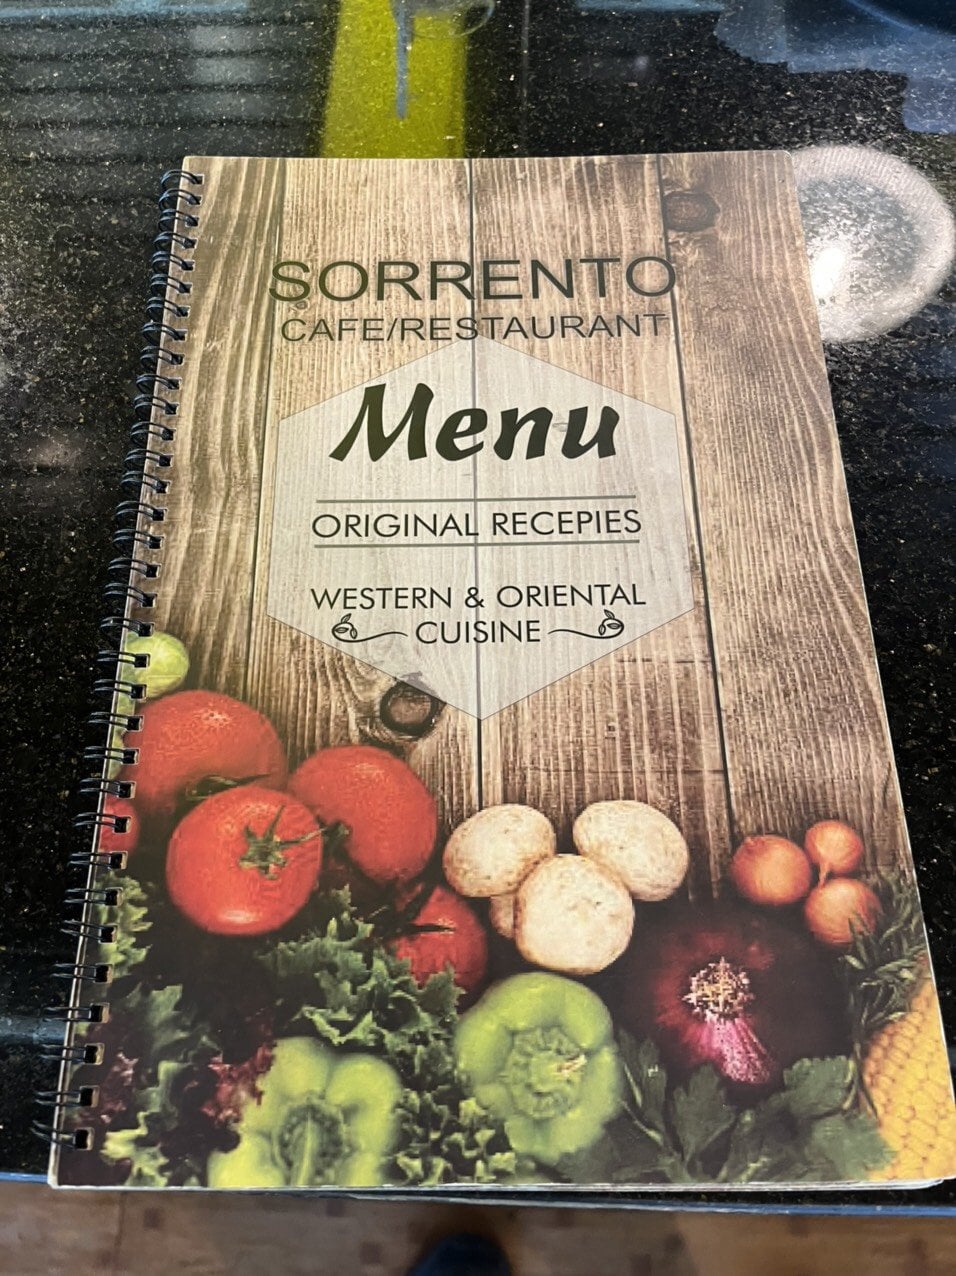 SORRENTO
CAFE/RESTAURANT
Menu
ORIGINAL RECEPIES
WESTERN & ORIENTAL
CUISINE